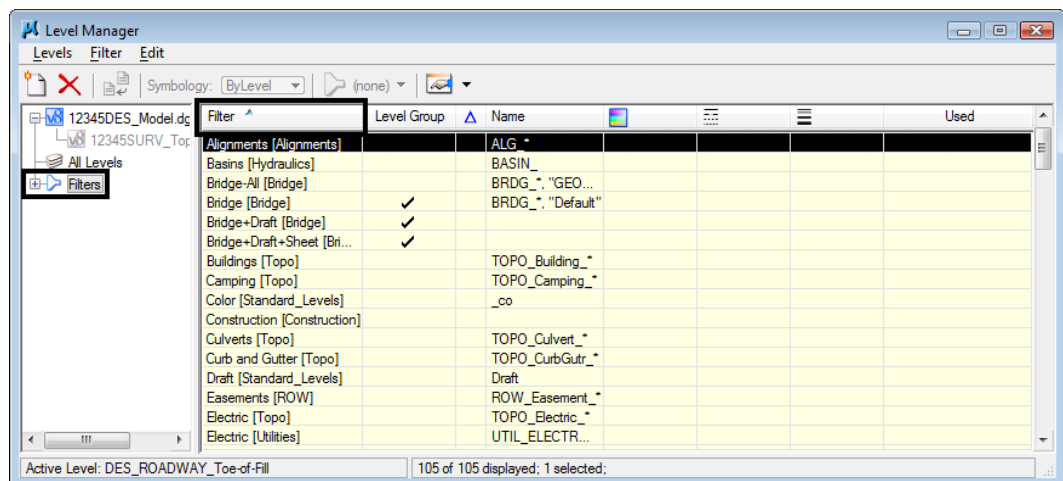 Level Manager
Levels Filter Edit
Symbology: ByLevel (none)
12345DES_Model.dg
12345SURV_Top
All Levels
Filters
Filter Level Group Name Used
Alignments [Alignments] ALG_*
Basins [Hydraulics] BASIN_
Bridge-All [Bridge] BRDG_*, "GEO...
Bridge [Bridge] ✓ BRDG_*, "Default"
Bridge+Draft [Bridge] ✓
Bridge+Draft+Sheet [Bri... ✓
Buildings [Topo] TOPO_Building_*
Camping [Topo] TOPO_Camping_*
Color [Standard_Levels] _co
Construction [Construction]
Culverts [Topo] TOPO_Culvert_*
Curb and Gutter [Topo] TOPO_CurbGutr_*
Draft [Standard_Levels] Draft
Easements [ROW] ROW_Easement_*
Electric [Topo] TOPO_Electric_*
Electric [Utilities] UTIL_ELECTR...
Active Level: DES_ROADWAY_Toe-of-Fill 105 of 105 displayed; 1 selected;